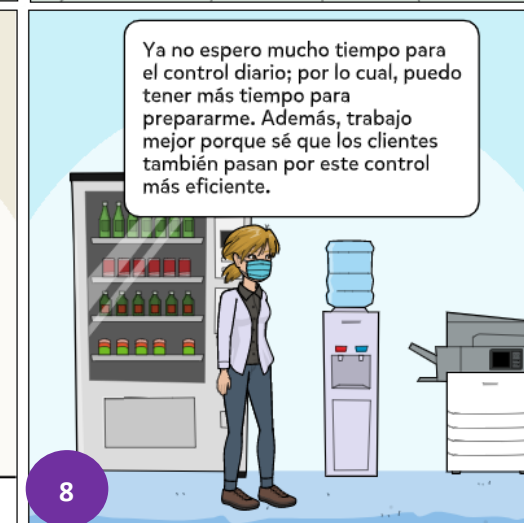 Ya no espero mucho tiempo para
el control diario; por lo cual, puedo
tener más tiempo para
prepararme. Además, trabajo
mejor porque sé que los clientes
también pasan por este control
más eficiente.
8